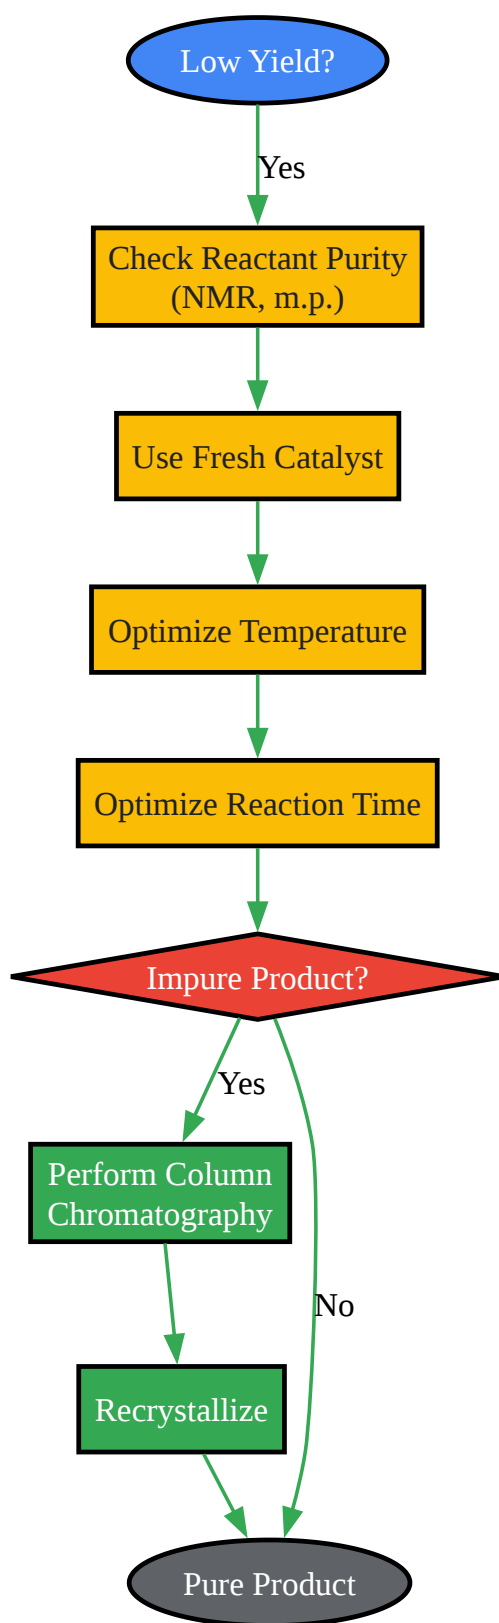 Low Yield?
Yes
Check Reactant Purity
(NMR, m.p.)
Use Fresh Catalyst
Optimize Temperature
Optimize Reaction Time
Impure Product?
Yes
Perform Column
Chromatography
No
Recrystallize
Pure Product